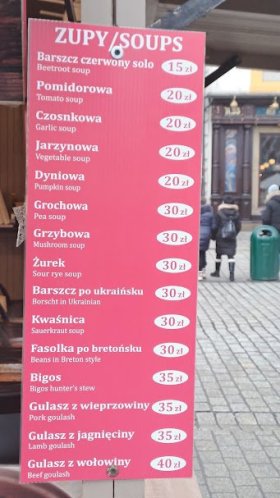 ZUPY/SOUPS
Barszcz czerwony solo 15 zł
Beetroot soup
Pomidorowa 20 zł
Tomato soup
Czosnkowa 20 zł
Garlic soup
Jarzynowa 20 zł
Vegetable soup
Dyniowa 20 zł
Pumpkin soup
Grochowa 30 zł
Pea soup
Grzybowa 30 zł
Mushroom soup
Żurek 30 zł
Sour rye soup
Barszcz po ukraińsku 30 zł
Borscht in Ukrainian
Kwaśnica 30 zł
Sauerkraut soup
Fasolka po bretońsku 30 zł
Beans in Breton style
Bigos 35 zł
Bigos hunter's stew
Gulasz z wieprzowiny 35 zł
Pork goulash
Gulasz z jagnięciny 35 zł
Lamb goulash
Gulasz z wołowiny 40 zł
Beef goulash